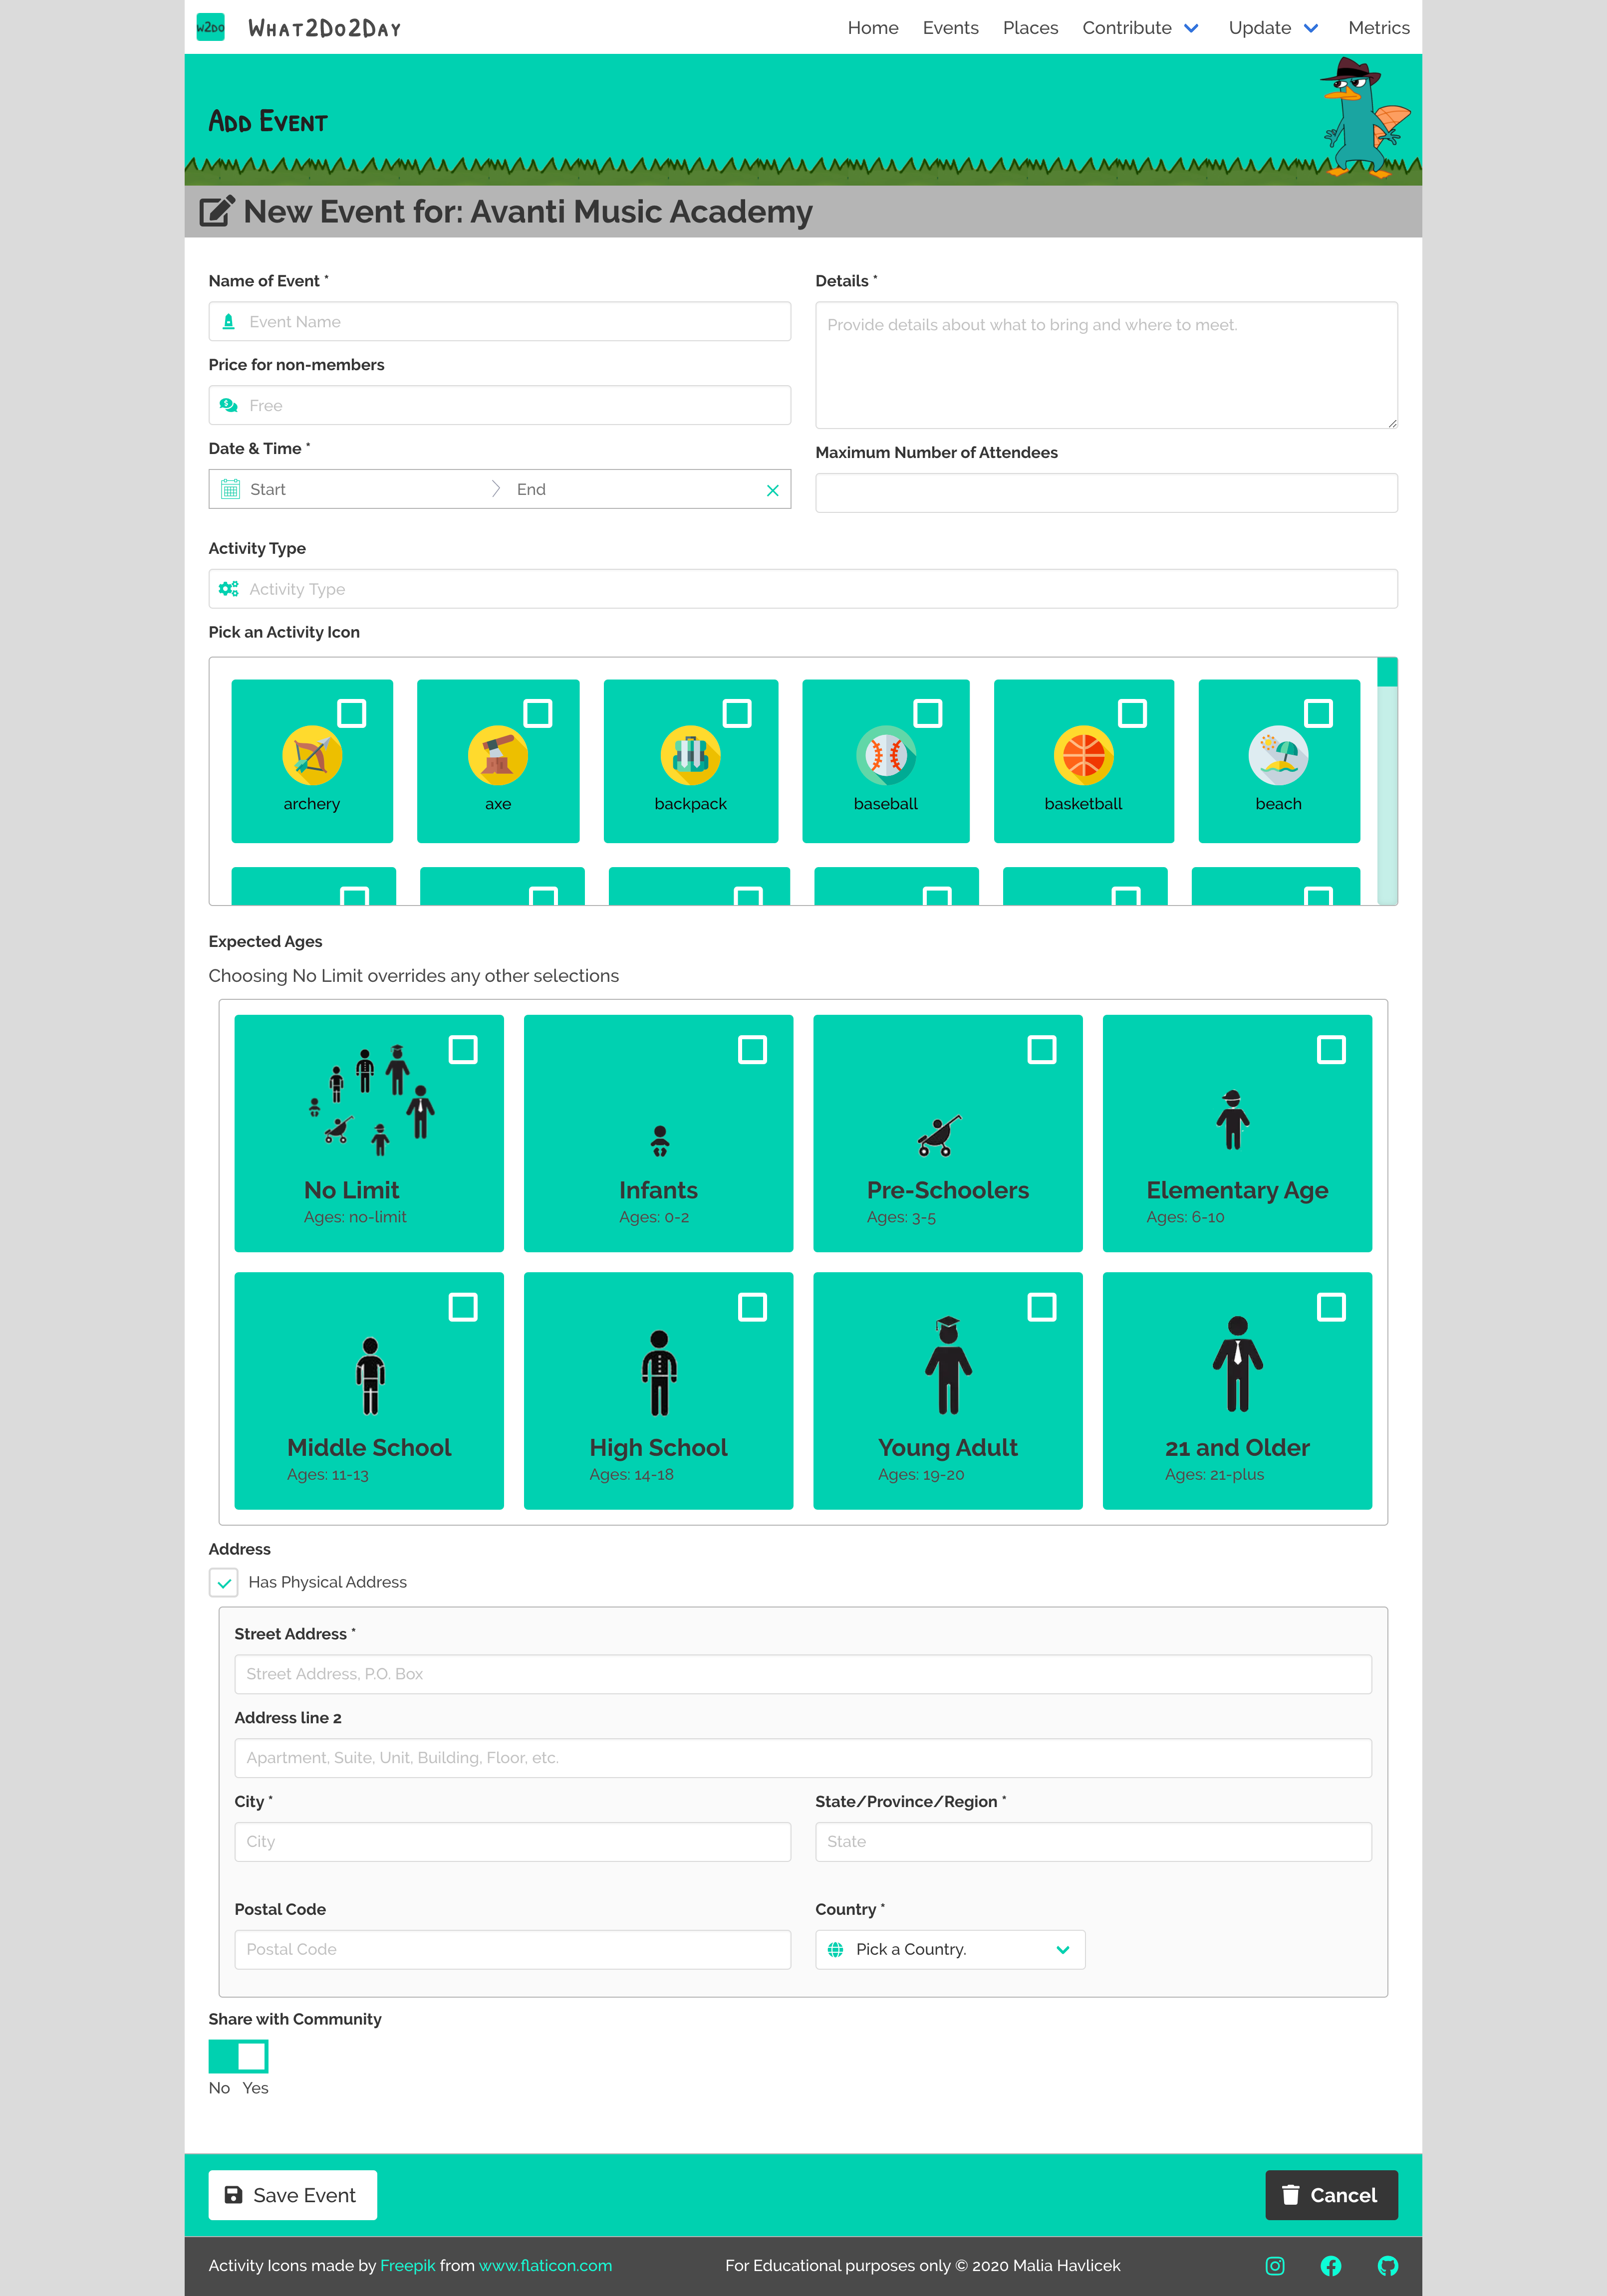 W2DO What2Do2Day Home Events Places Contribute Update Metrics
Add Event
New Event for: Avanti Music Academy
Name of Event *
Event Name
Price for non-members
Free
Date & Time *
Start End
Details *
Provide details about what to bring and where to meet.
Maximum Number of Attendees
Activity Type
Activity Type
Pick an Activity Icon
archery axe backpack baseball basketball beach
Expected Ages
Choosing No Limit overrides any other selections
No Limit
Ages: no-limit
Infants
Ages: 0-2
Pre-Schoolers
Ages: 3-5
Elementary Age
Ages: 6-10
Middle School
Ages: 11-13
High School
Ages: 14-18
Young Adult
Ages: 19-20
21 and Older
Ages: 21-plus
Address
Has Physical Address
Street Address *
Street Address, P.O. Box
Address line 2
Apartment, Suite, Unit, Building, Floor, etc.
City *
City
State/Province/Region *
State
Postal Code
Postal Code
Country *
Pick a Country.
Share with Community
No Yes
Save Event Cancel
Activity Icons made by Freepik from www.flaticon.com For Educational purposes only © 2020 Malia Havlicek